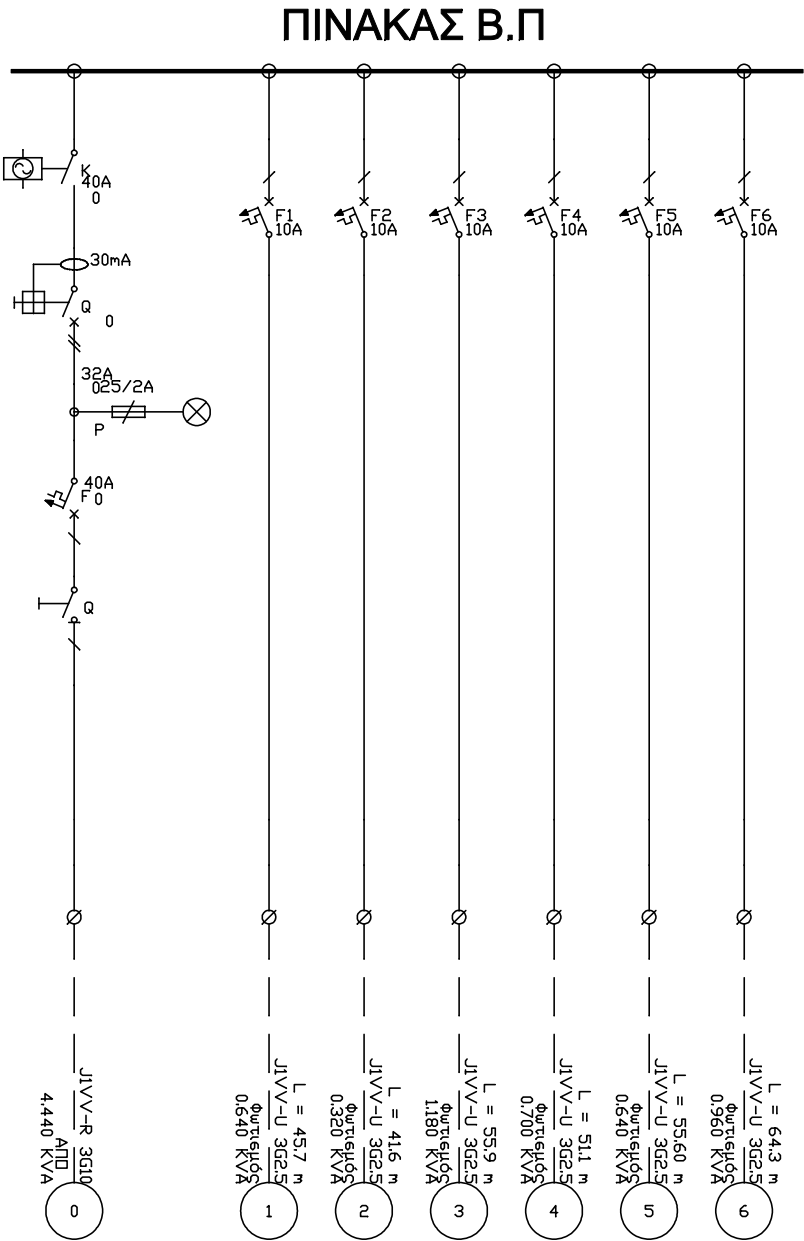 ΠΙΝΑΚΑΣ Β.Π
K
40A
0
30mA
Q
0
32A
0
25/2A
P
40A
F 0
Q
F1
10A
F2
10A
F3
10A
F4
10A
F5
10A
F6
10A
J1VV-R 3G10
ΑΠΟ
4.440 KVA
0
L = 45.7 m
J1VV-U 3G2.5
Φωτισμός
0.640 KVA
1
L = 41.6 m
J1VV-U 3G2.5
Φωτισμός
0.320 KVA
2
L = 55.9 m
J1VV-U 3G2.5
Φωτισμός
1.180 KVA
3
L = 51.1 m
J1VV-U 3G2.5
Φωτισμός
0.700 KVA
4
L = 55.60 m
J1VV-U 3G2.5
Φωτισμός
0.640 KVA
5
L = 64.3 m
J1VV-U 3G2.5
Φωτισμός
0.960 KVA
6